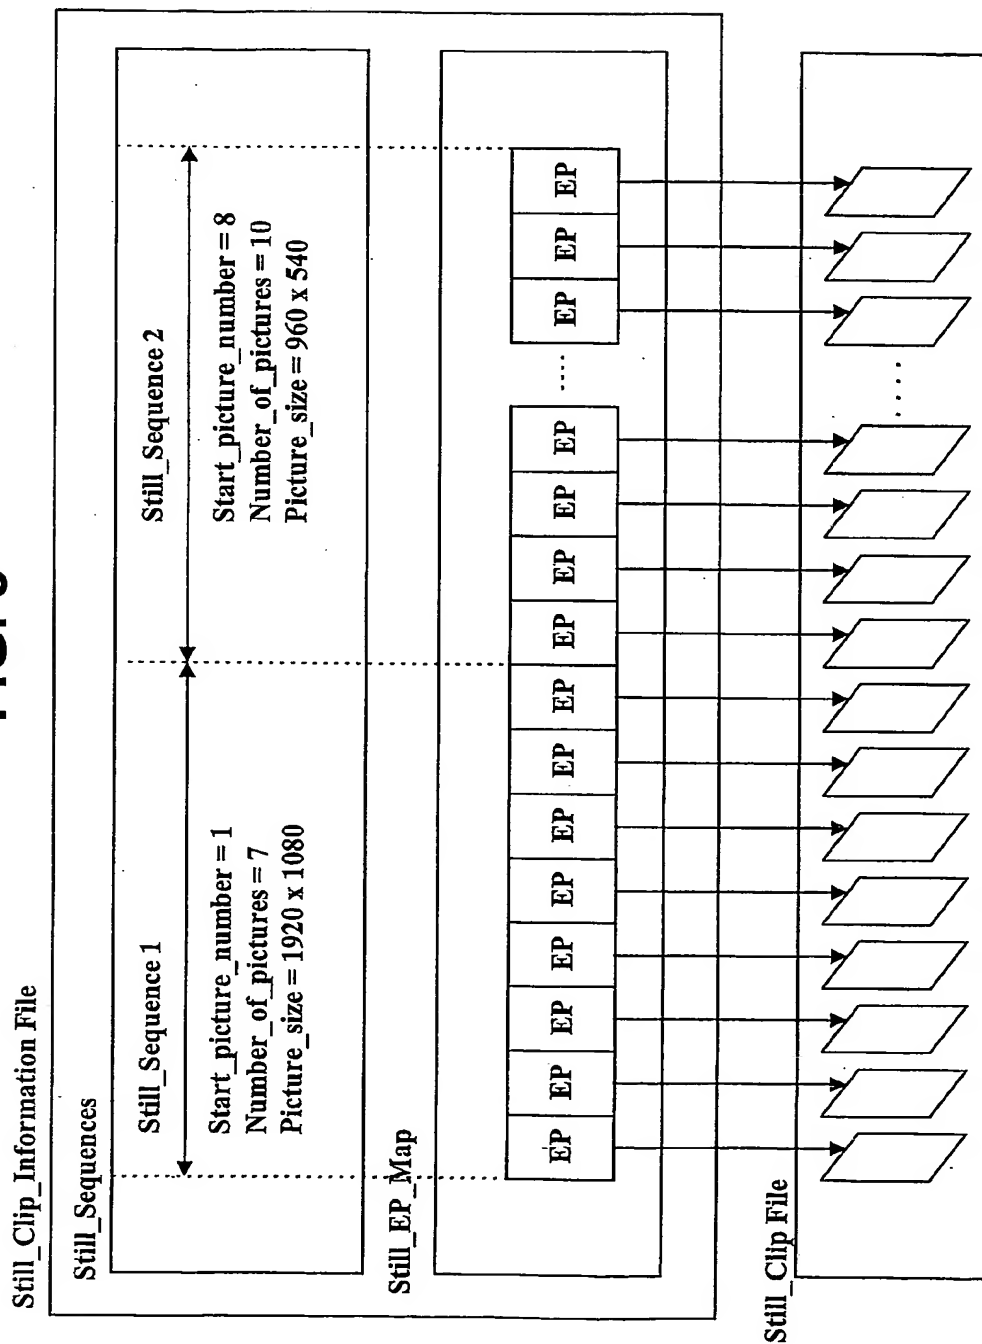 Still_Clip_Information File
Still_Sequences
Still_Sequence 1
Start_picture_number = 1
Number_of_pictures = 7
Picture_size = 1920 x 1080
Still_Sequence 2
Start_picture_number = 8
Number_of_pictures = 10
Picture_size = 960 x 540
Still_EP_Map
EP EP EP EP EP EP EP EP EP EP EP EP .... EP EP EP
Still_Clip File
.....